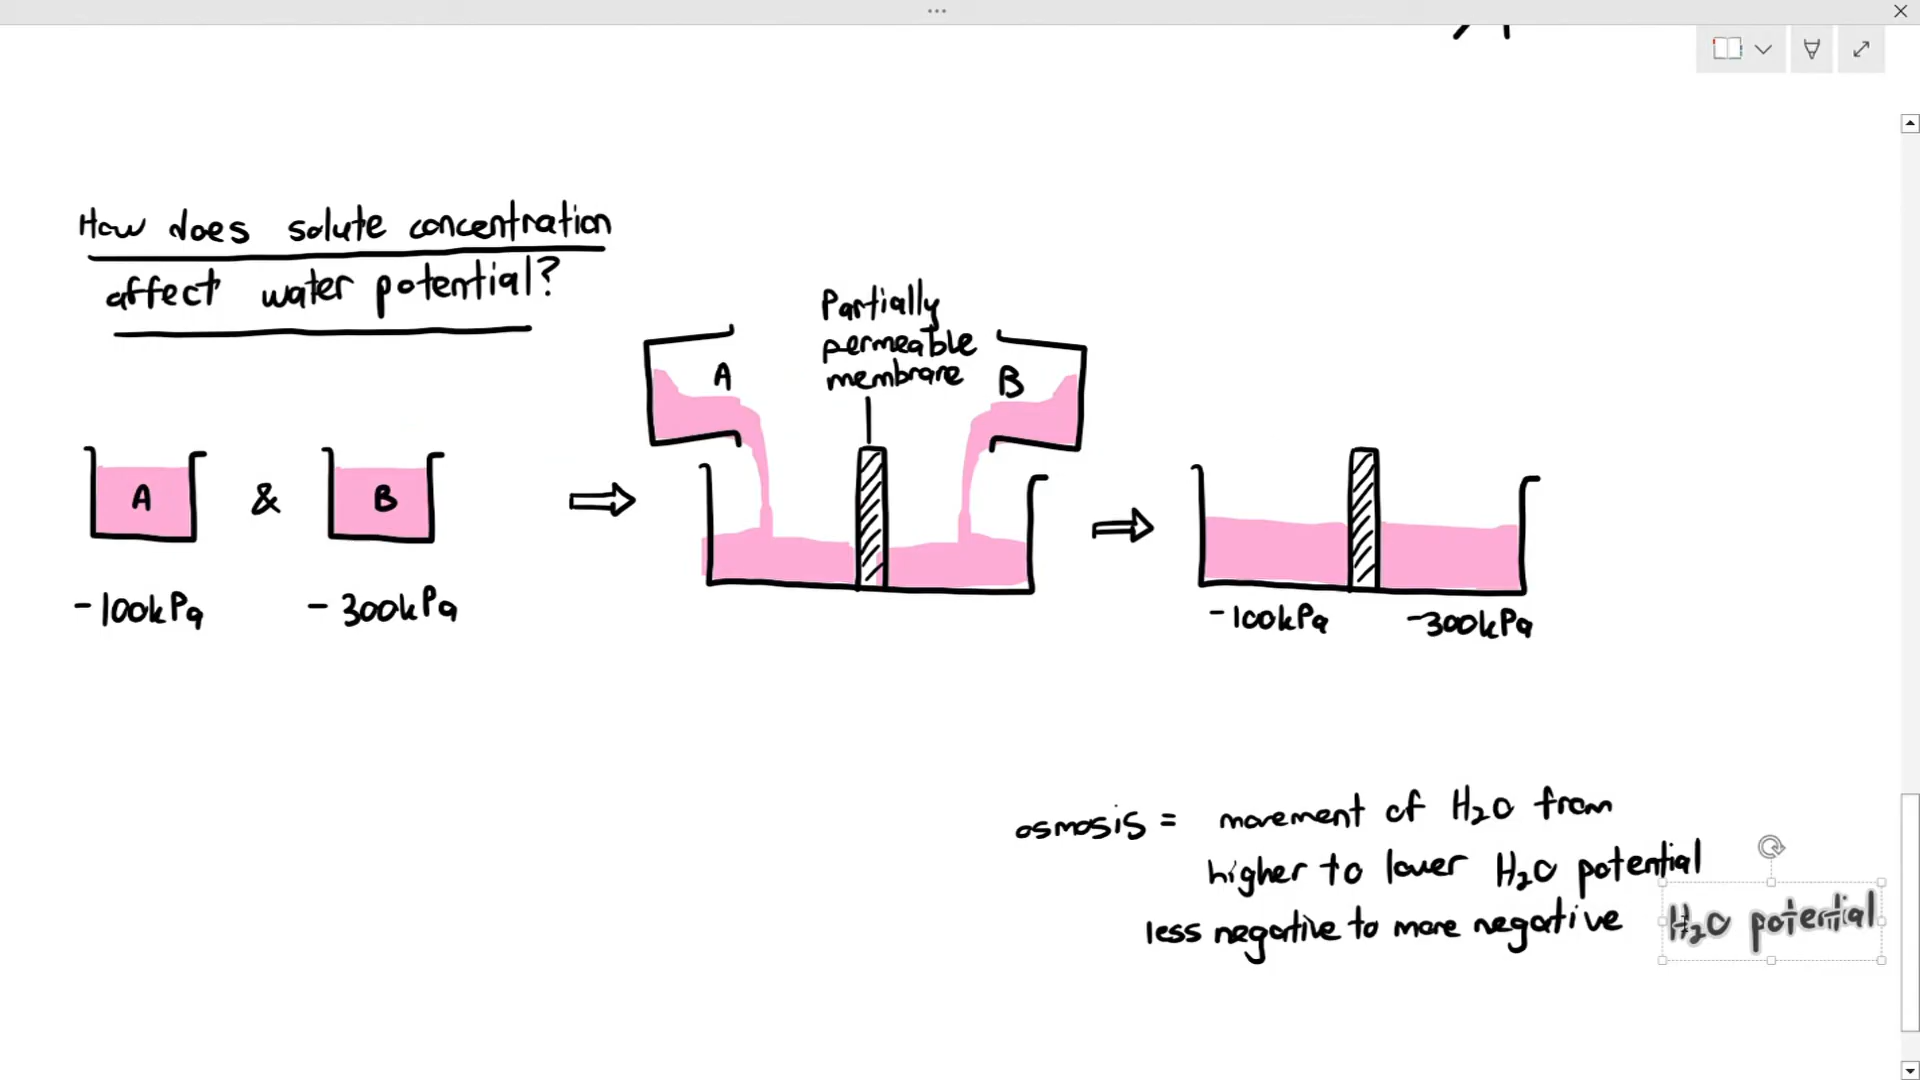 How does solute concentration
affect water potential?
Partially
permeable
membrane
A
B
A & B
-100kPa
-300kPa
-100kPa
-300kPa
osmosis = movement of H₂O from
higher to lower H₂O potential
less negative to more negative H₂O potential